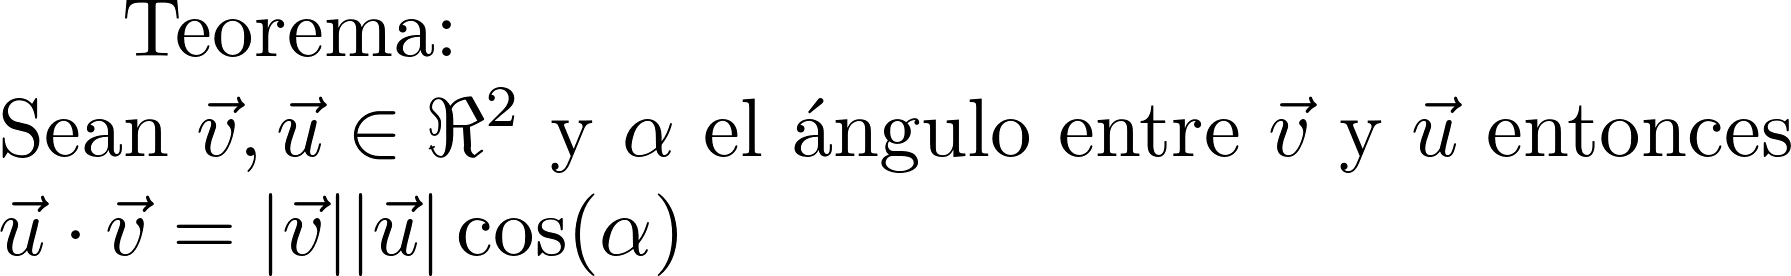 Teorema:
Sean $\vec{v}, \vec{u} \in \Re^2$ y $\alpha$ el ángulo entre $\vec{v}$ y $\vec{u}$ entonces
$\vec{u} \cdot \vec{v} = |\vec{v}||\vec{u}| \cos(\alpha)$